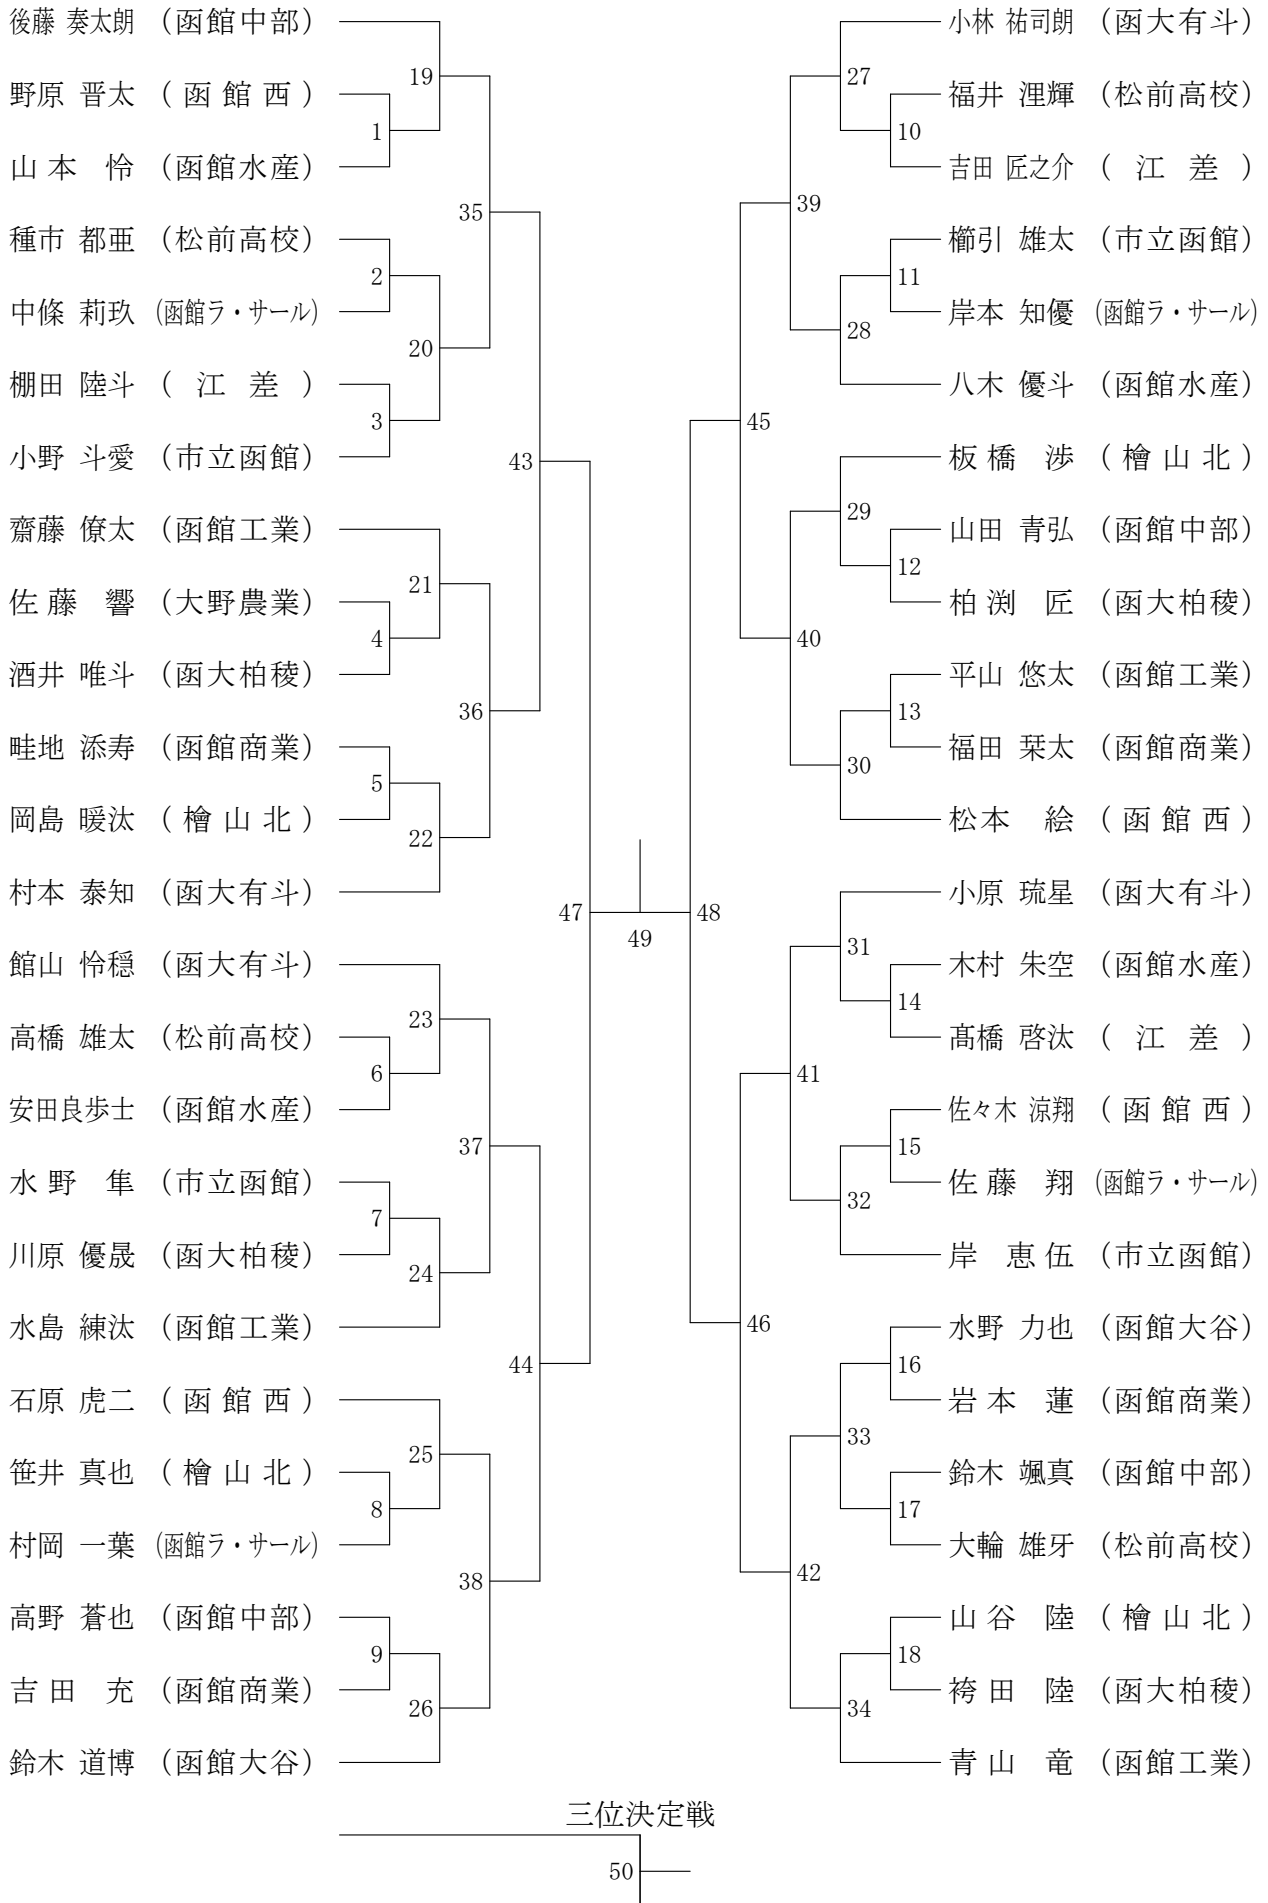 後藤 奏太朗 (函館中部)
野原 晋太 (函館西)
山本 怜 (函館水産)
種市 都亜 (松前高校)
中條 莉玖 (函館ラ・サール)
棚田 陸斗 (江差)
小野 斗愛 (市立函館)
齋藤 僚太 (函館工業)
佐藤 響 (大野農業)
酒井 唯斗 (函大柏稜)
畦地 添寿 (函館商業)
岡島 暖汰 (檜山北)
村本 泰知 (函大有斗)
館山 怜穏 (函大有斗)
高橋 雄太 (松前高校)
安田良歩士 (函館水産)
水野 隼 (市立函館)
川原 優晟 (函大柏稜)
水島 練汰 (函館工業)
石原 虎二 (函館西)
笹井 真也 (檜山北)
村岡 一葉 (函館ラ・サール)
高野 蒼也 (函館中部)
吉田 充 (函館商業)
鈴木 道博 (函館大谷)
1
2
3
4
5
6
7
8
9
19
20
21
22
23
24
25
26
35
36
37
38
43
44
47
49
48
45
46
39
40
41
42
27
28
29
30
31
32
33
34
10
11
12
13
14
15
16
17
18
小林 祐司朗 (函大有斗)
福井 浬輝 (松前高校)
吉田 匠之介 (江差)
櫛引 雄太 (市立函館)
岸本 知優 (函館ラ・サール)
八木 優斗 (函館水産)
板橋 渉 (檜山北)
山田 青弘 (函館中部)
柏渕 匠 (函大柏稜)
平山 悠太 (函館工業)
福田 栞太 (函館商業)
松本 絵 (函館西)
小原 琉星 (函大有斗)
木村 朱空 (函館水産)
髙橋 啓汰 (江差)
佐々木 涼翔 (函館西)
佐藤 翔 (函館ラ・サール)
岸 恵伍 (市立函館)
水野 力也 (函館大谷)
岩本 蓮 (函館商業)
鈴木 颯真 (函館中部)
大輪 雄牙 (松前高校)
山谷 陸 (檜山北)
袴田 陸 (函大柏稜)
青山 竜 (函館工業)
三位決定戦
50